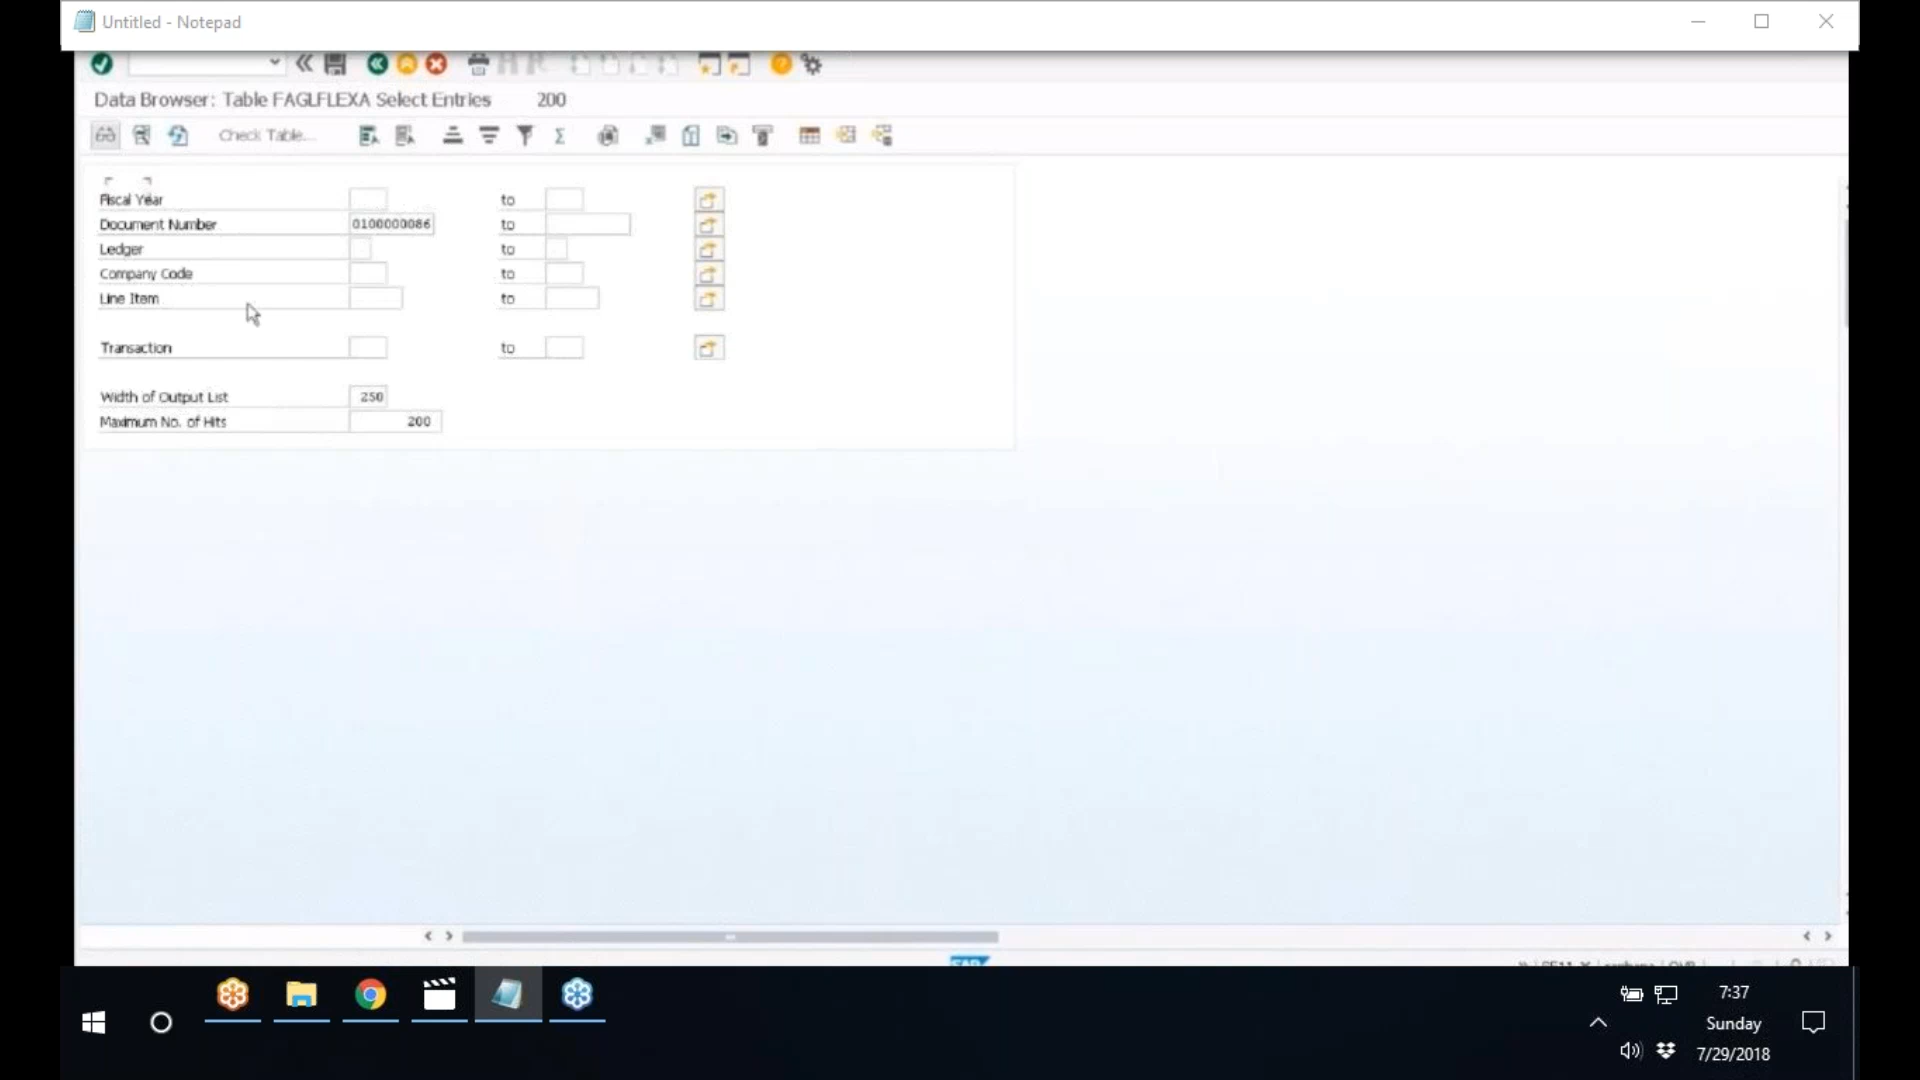 Untitled - Notepad
Data Browser: Table FAGLFLEXA Select Entries 200
Check Table...
Fiscal Year to
Document Number 0100000086 to
Ledger to
Company Code to
Line Item to
Transaction to
Width of Output List 250
Maximum No. of Hits 200
SAP
7:37
Sunday
7/29/2018